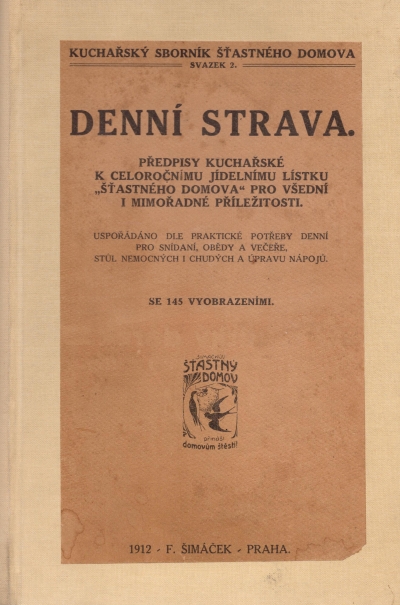 KUCHAŘSKÝ SBORNÍK ŠŤASTNÉHO DOMOVA
SVAZEK 2.
DENNÍ STRAVA.
PŘEDPISY KUCHAŘSKÉ
K CELOROČNÍMU JÍDELNÍMU LÍSTKU
„ŠŤASTNÉHO DOMOVA“ PRO VŠEDNÍ
I MIMOŘADNÉ PŘÍLEŽITOSTI.
USPOŘÁDÁNO DLE PRAKTICKÉ POTŘEBY DENNÍ
PRO SNÍDANÍ, OBĚDY A VEČEŘE,
STŮL NEMOCNÝCH I CHUDÝCH A ÚPRAVU NÁPOJŮ.
SE 145 VYOBRAZENÍMI.
ŠŤASTNÝ
DOMOV
přináší
domovům štěstí!
1912 - F. ŠIMÁČEK - PRAHA.